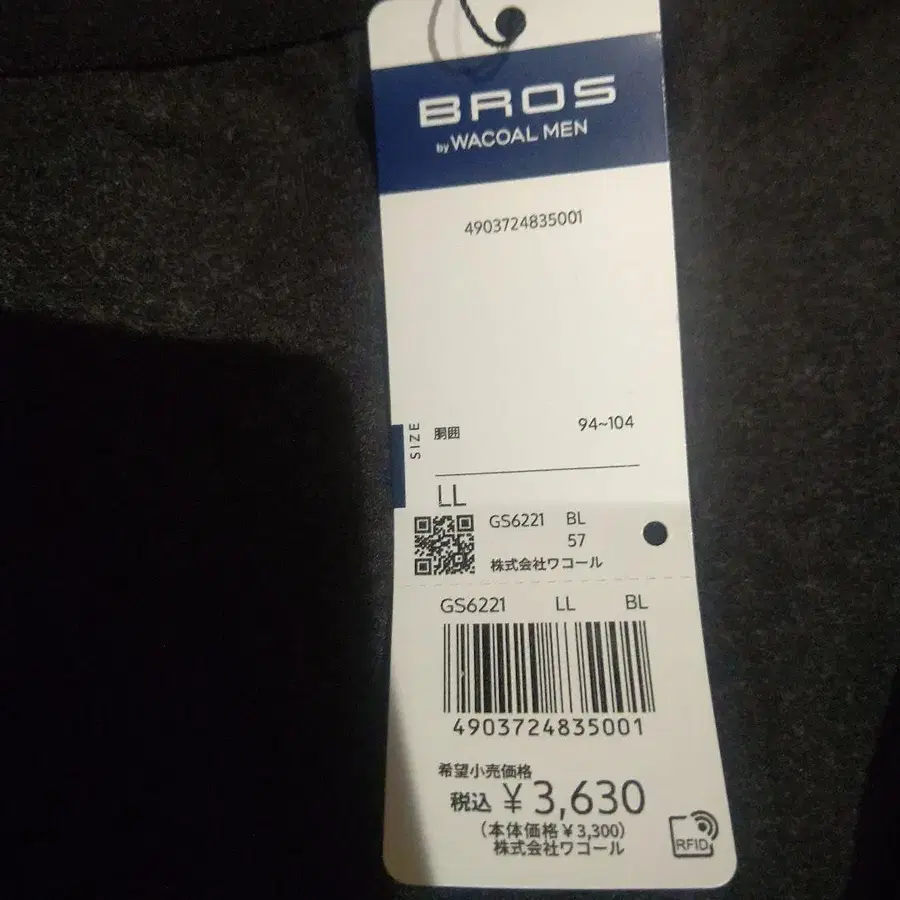 BROS
by WACOAL MEN
4903724835001
SIZE
胴囲 94~104
LL
GS6221 BL
57
株式会社ワコール
GS6221 LL BL
4903724835001
希望小売価格
税込 ¥3,630
(本体価格¥3,300)
株式会社ワコール
RFID